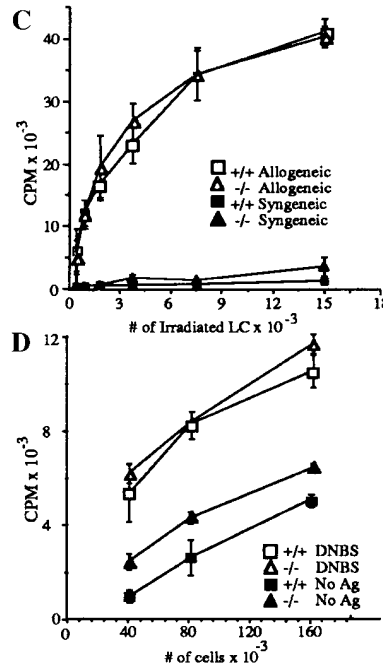 C
40
30
20
10
0
CPM x 10⁻³
+/+ Allogeneic
-/- Allogeneic
+/+ Syngeneic
-/- Syngeneic
0 3 6 9 12 15 18
# of Irradiated LC x 10⁻³
D
12
8
4
0
CPM x 10⁻³
+/+ DNBS
-/- DNBS
+/+ No Ag
-/- No Ag
0 40 80 120 160
# of cells x 10⁻³